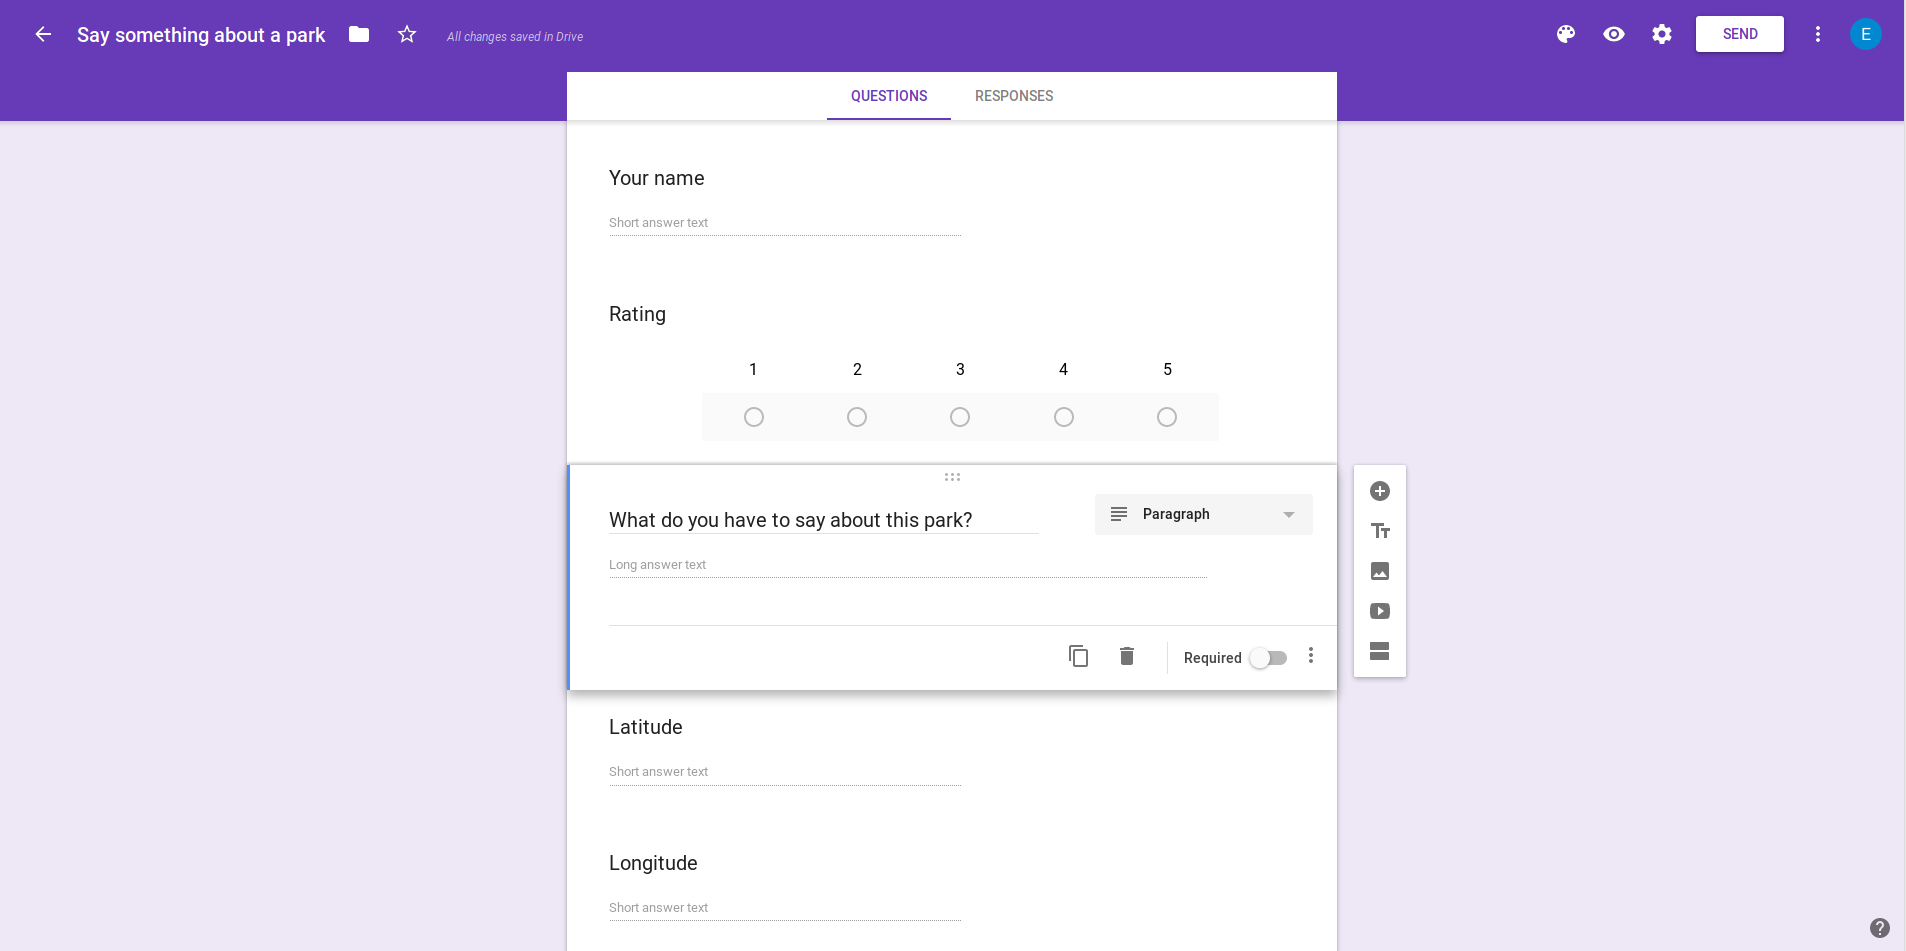 Say something about a park
All changes saved in Drive
SEND
E
QUESTIONS RESPONSES
Your name
Short answer text
Rating
1 2 3 4 5
What do you have to say about this park?
Paragraph
Long answer text
Required
Latitude
Short answer text
Longitude
Short answer text